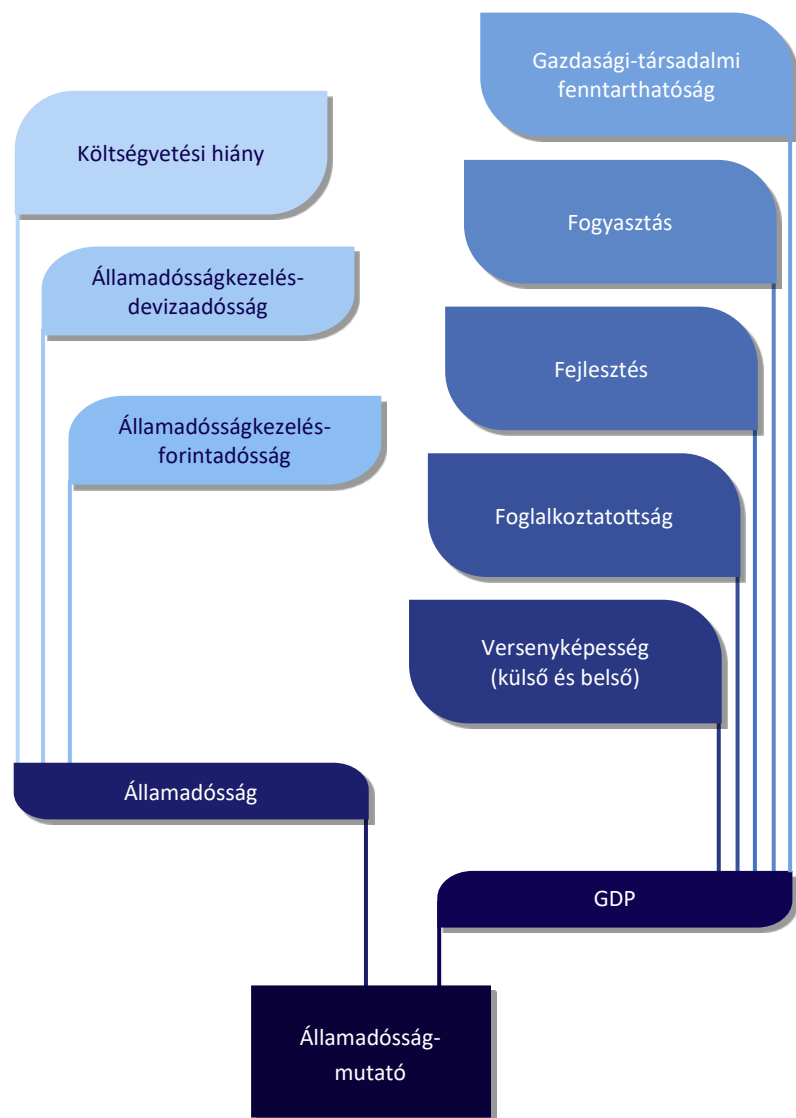 Gazdasági-társadalmi
fenntarthatóság
Költségvetési hiány
Fogyasztás
Államadósságkezelés-
devizaadósság
Fejlesztés
Államadósságkezelés-
forintadósság
Foglalkoztatottság
Versenyképesség
(külső és belső)
Államadósság
GDP
Államadósság-
mutató